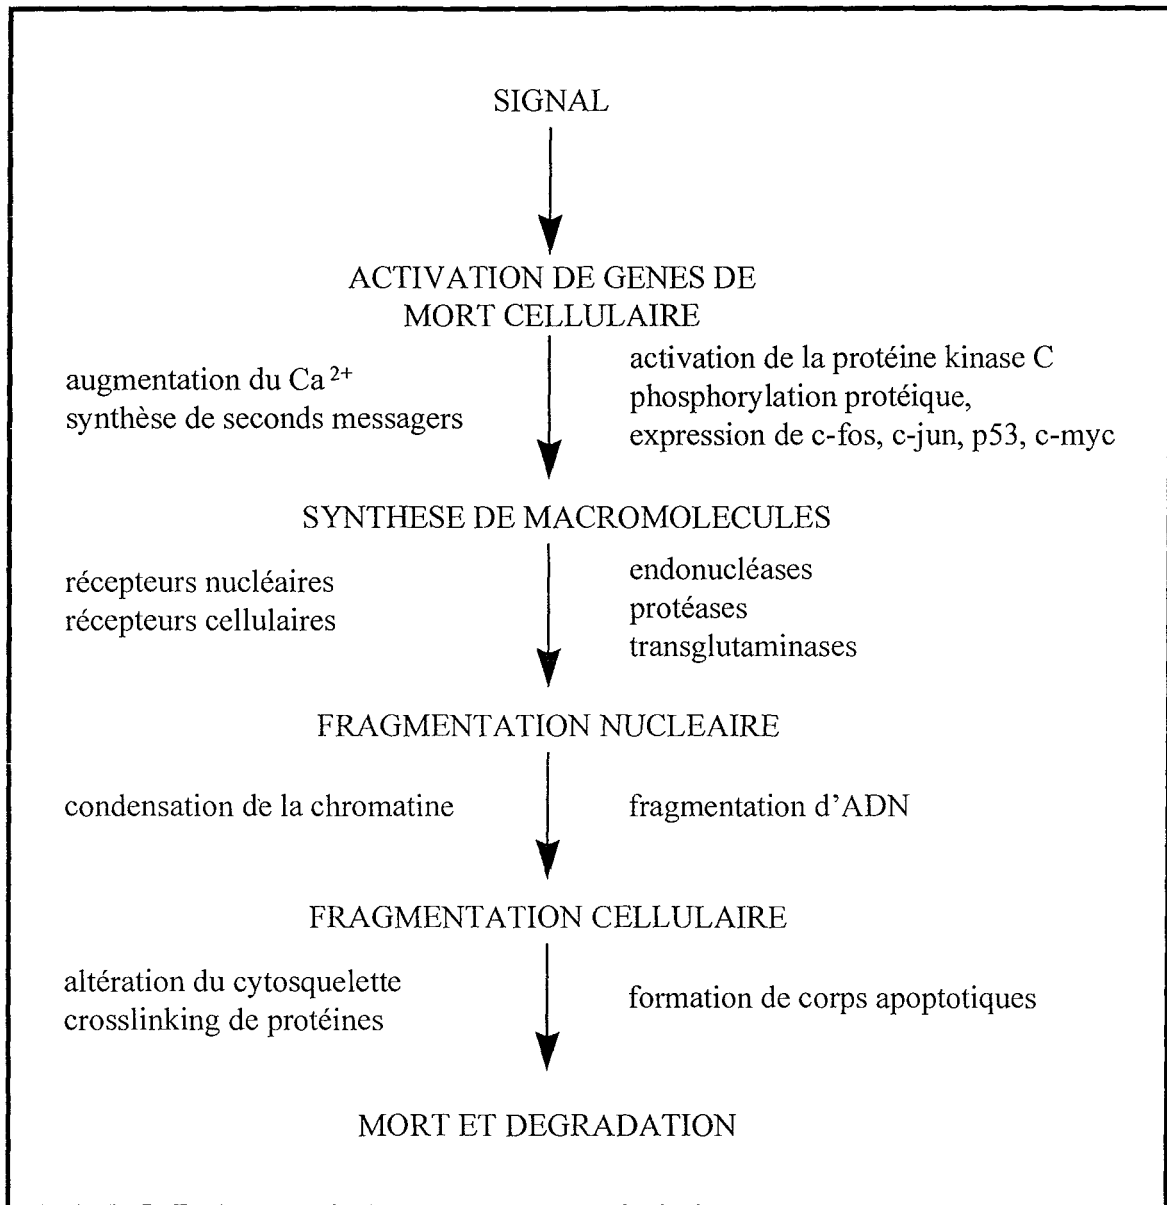 SIGNAL
ACTIVATION DE GENES DE
MORT CELLULAIRE
augmentation du Ca²⁺
synthèse de seconds messagers
activation de la protéine kinase C
phosphorylation protéique,
expression de c-fos, c-jun, p53, c-myc
SYNTHESE DE MACROMOLECULES
récepteurs nucléaires
récepteurs cellulaires
endonucléases
protéases
transglutaminases
FRAGMENTATION NUCLEAIRE
condensation de la chromatine
fragmentation d'ADN
FRAGMENTATION CELLULAIRE
altération du cytosquelette
crosslinking de protéines
formation de corps apoptotiques
MORT ET DEGRADATION